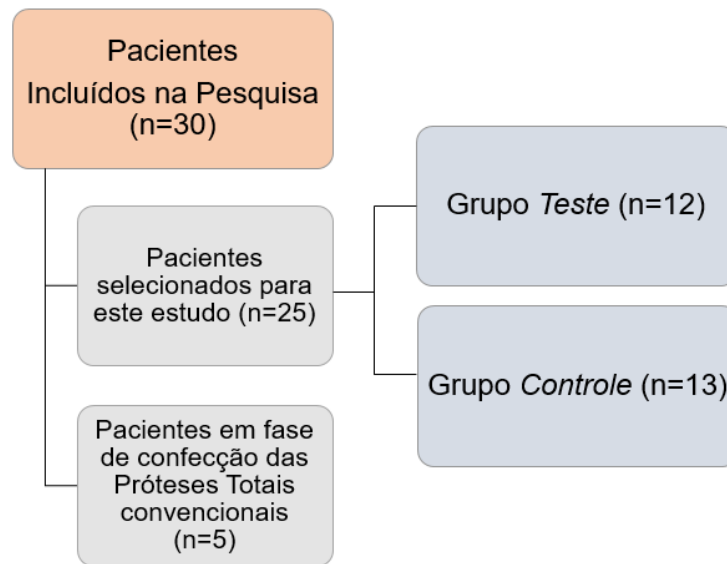 Pacientes
Incluídos na Pesquisa
(n=30)
Pacientes
selecionados para
este estudo (n=25)
Pacientes em fase
de confecção das
Próteses Totais
convencionais
(n=5)
Grupo Teste (n=12)
Grupo Controle (n=13)